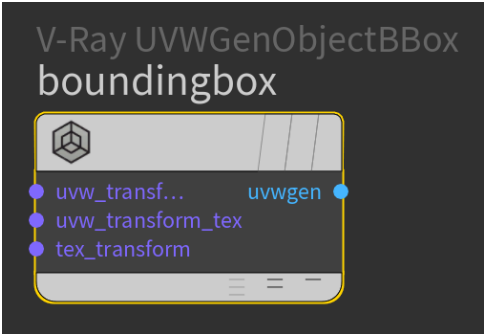 V-Ray UVWGenObjectBBox
boundingbox
uvw_transf...
uvwgen
uvw_transform_tex
tex_transform